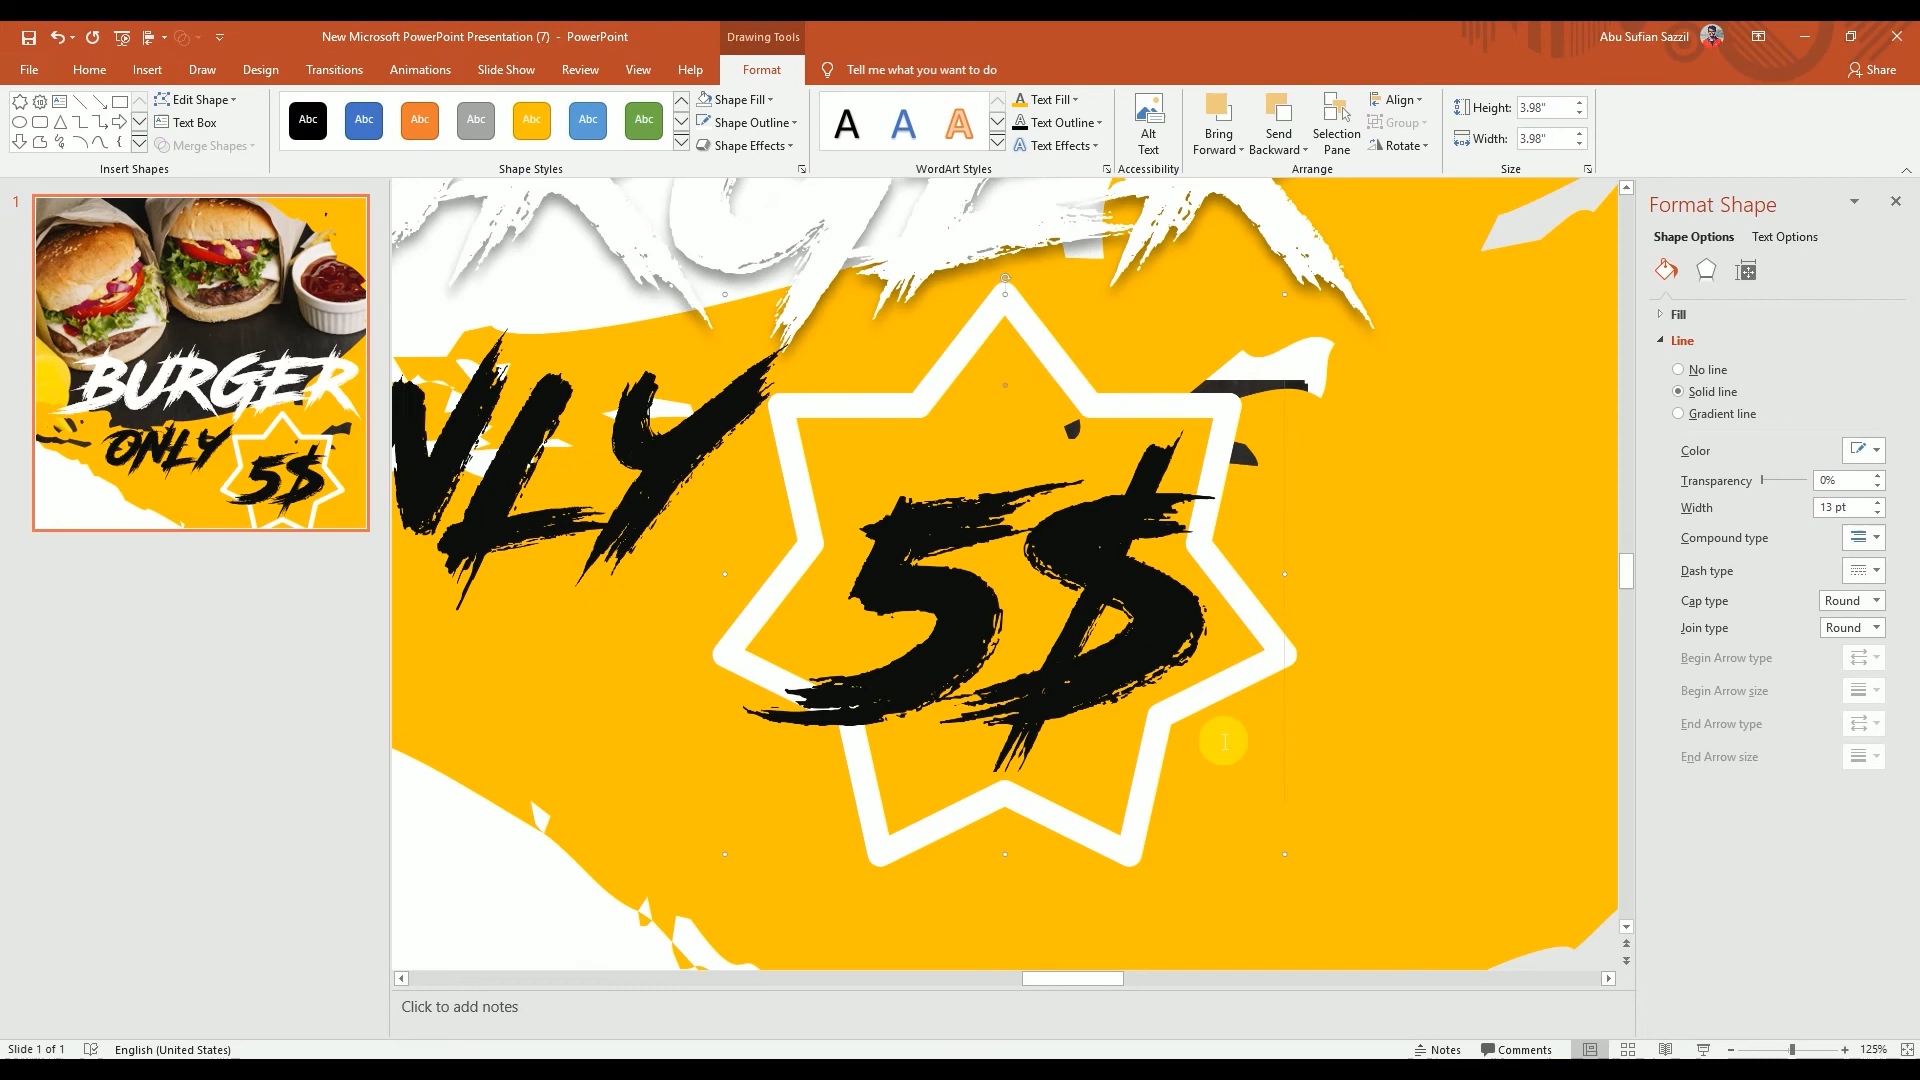 New Microsoft PowerPoint Presentation (7) - PowerPoint
Drawing Tools
Abu Sufian Sazzil
File
Home
Insert
Draw
Design
Transitions
Animations
Slide Show
Review
View
Help
Format
Tell me what you want to do
Share
Edit Shape
Text Box
Merge Shapes
Insert Shapes
Abc
Abc
Abc
Abc
Abc
Abc
Abc
Shape Fill
Shape Outline
Shape Effects
Shape Styles
A
A
A
Text Fill
Text Outline
Text Effects
WordArt Styles
Alt
Text
Accessibility
Bring
Forward
Send
Backward
Selection
Pane
Align
Group
Rotate
Arrange
Height: 3.98"
Width: 3.98"
Size
1
BURGER
ONLY
5$
5$
Format Shape
Shape Options
Text Options
Fill
Line
No line
Solid line
Gradient line
Color
Transparency
0%
Width
13 pt
Compound type
Dash type
Cap type
Round
Join type
Round
Begin Arrow type
Begin Arrow size
End Arrow type
End Arrow size
Click to add notes
Slide 1 of 1
English (United States)
Notes
Comments
125%